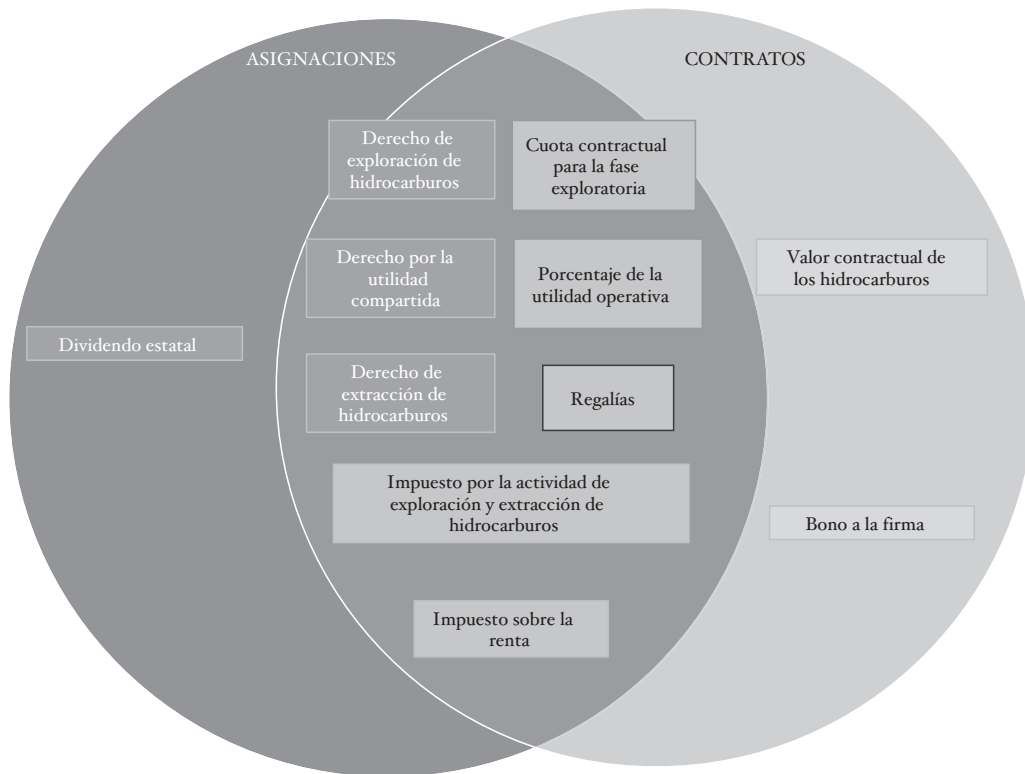 ASIGNACIONES
CONTRATOS
Derecho de
exploración de
hidrocarburos
Cuota contractual
para la fase
exploratoria
Derecho por la
utilidad
compartida
Porcentaje de la
utilidad operativa
Valor contractual de
los hidrocarburos
Dividendo estatal
Derecho de
extracción de
hidrocarburos
Regalías
Impuesto por la actividad de
exploración y extracción de
hidrocarburos
Bono a la firma
Impuesto sobre la
renta